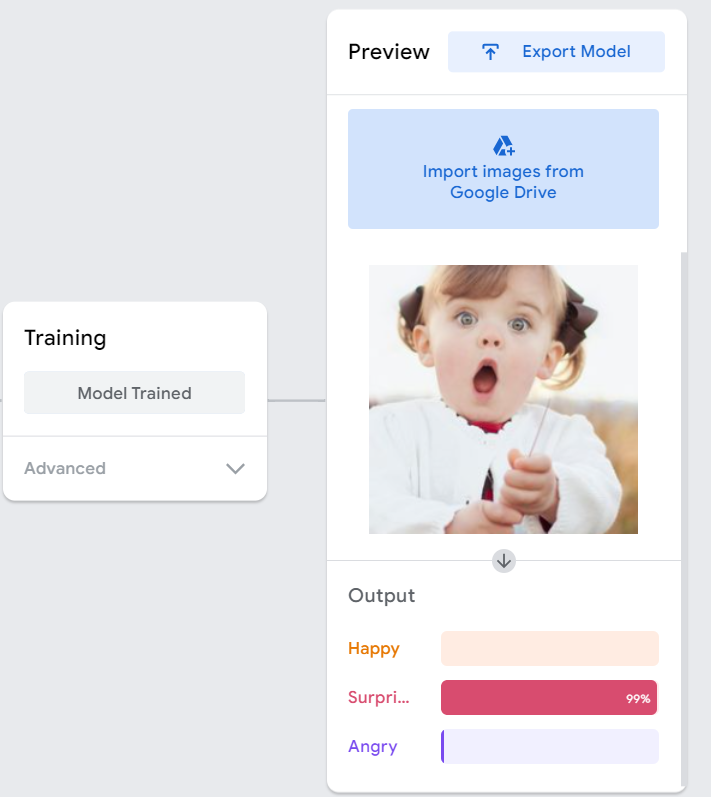 Preview
Export Model
Import images from
Google Drive
Training
Model Trained
Advanced
Output
Happy
Surpri...
99%
Angry